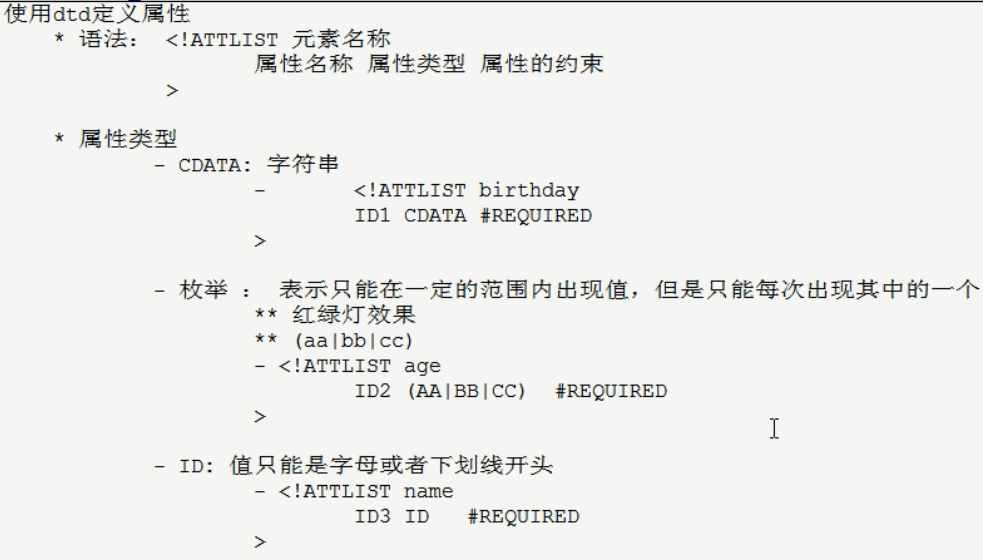 使用dtd定义属性
* 语法： <!ATTLIST 元素名称
属性名称 属性类型 属性的约束
>
* 属性类型
- CDATA: 字符串
- <!ATTLIST birthday
ID1 CDATA #REQUIRED
>
- 枚举 ： 表示只能在一定的范围内出现值，但是只能每次出现其中的一个
** 红绿灯效果
** (aa|bb|cc)
- <!ATTLIST age
ID2 (AA|BB|CC) #REQUIRED
>
- ID: 值只能是字母或者下划线开头
- <!ATTLIST name
ID3 ID #REQUIRED
>